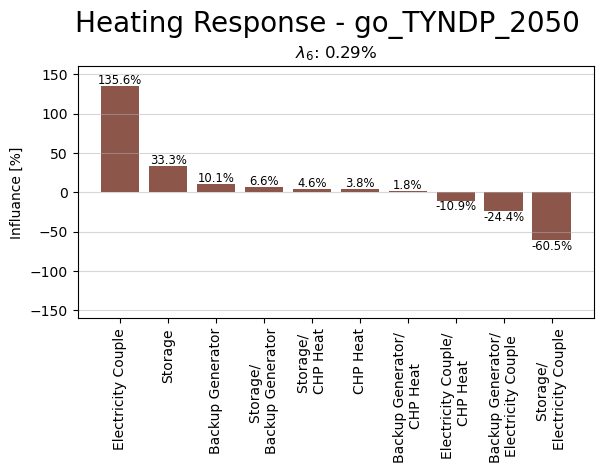 Heating Response - go_TYNDP_2050
λ₆: 0.29%
Influance [%]
150
100
50
0
−50
−100
−150
135.6%
33.3%
10.1%
6.6%
4.6%
3.8%
1.8%
-10.9%
-24.4%
-60.5%
Electricity Couple
Storage
Backup Generator
Storage/
Backup Generator
Storage/
CHP Heat
CHP Heat
Backup Generator/
CHP Heat
Electricity Couple/
CHP Heat
Backup Generator/
Electricity Couple
Storage/
Electricity Couple